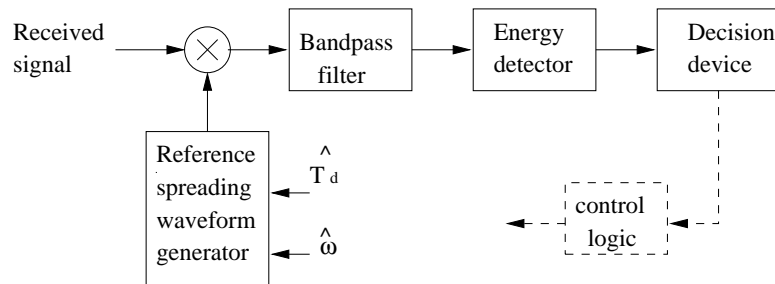 Received
signal
Bandpass
filter
Energy
detector
Decision
device
Reference
spreading
waveform
generator
T̂ d
ω̂
control
logic